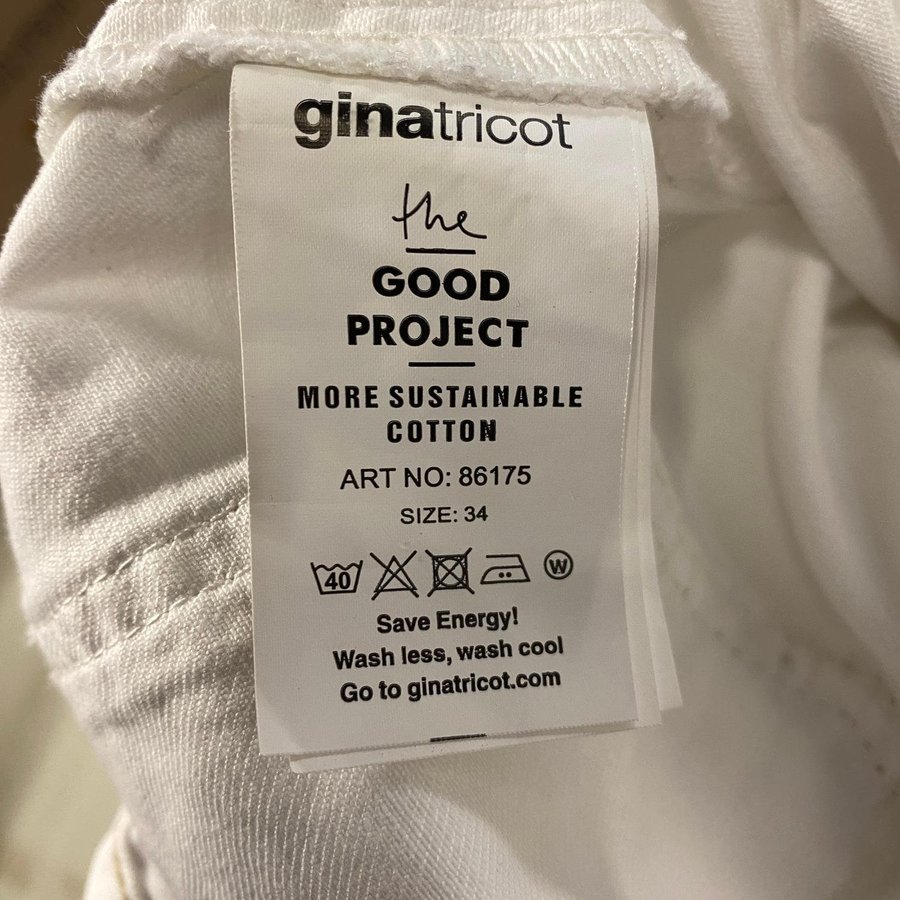 ginatricot
the
GOOD
PROJECT
MORE SUSTAINABLE
COTTON
ART NO: 86175
SIZE: 34
40 W
Save Energy!
Wash less, wash cool
Go to ginatricot.com